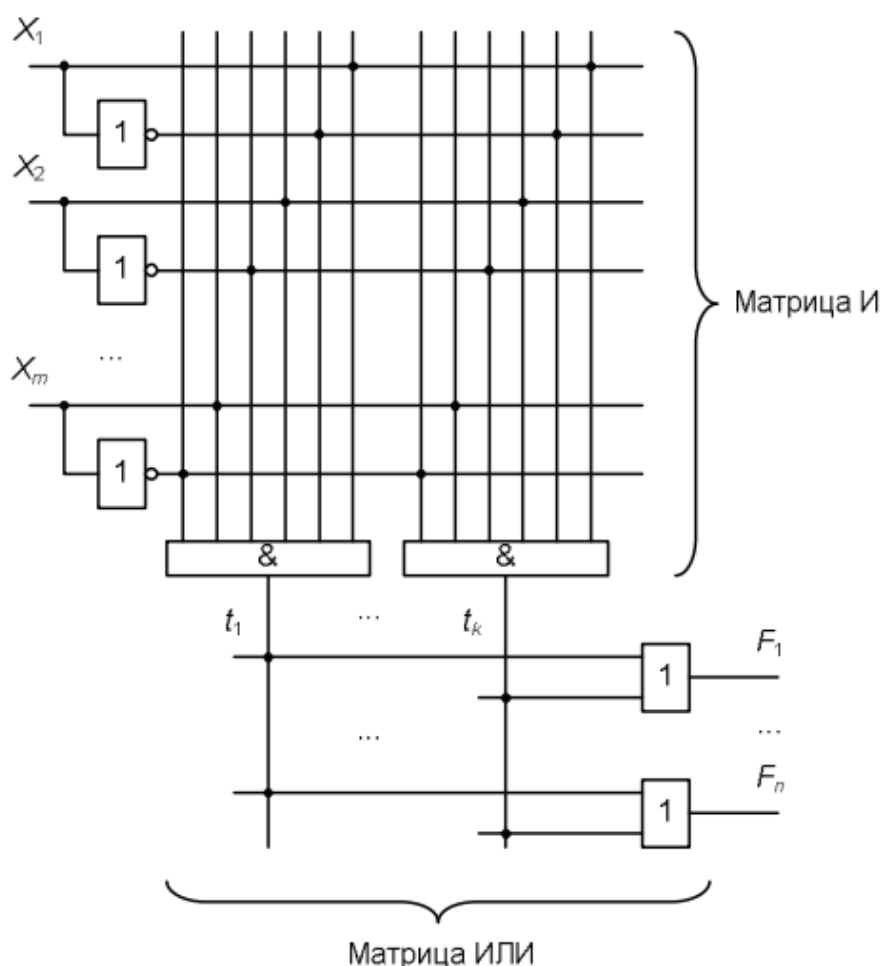 X₁
1
X₂
1
...
Матрица И
Xₘ
1
& &
t₁ ... tₖ
F₁
1
... ...
Fₙ
1
Матрица ИЛИ